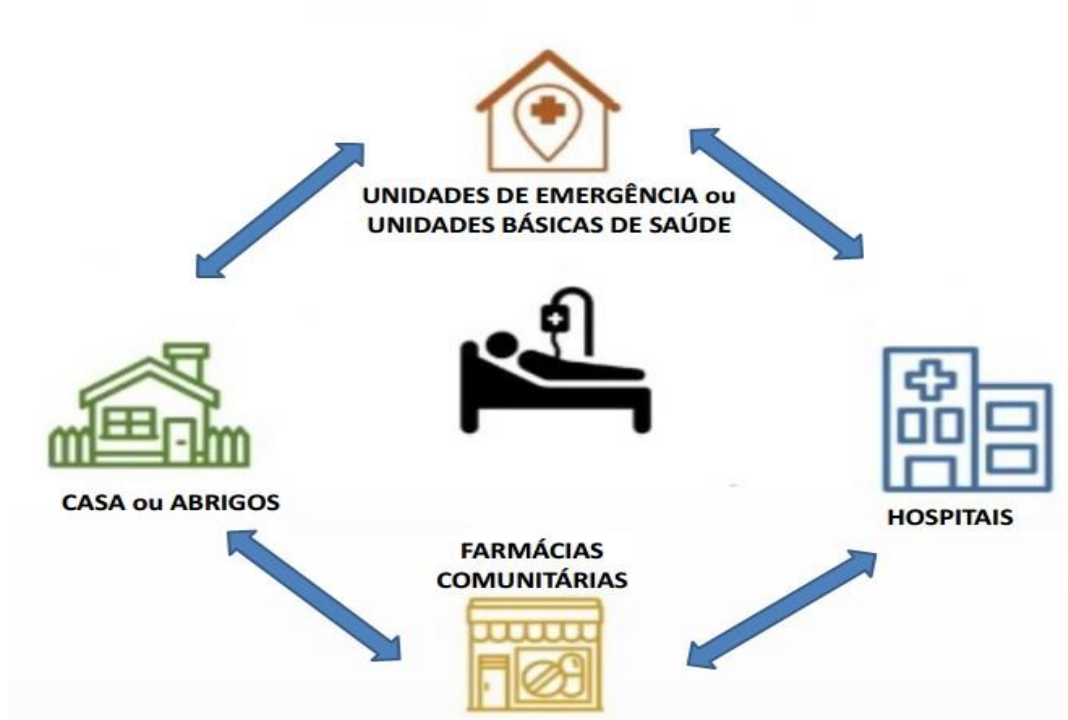 UNIDADES DE EMERGÊNCIA ou
UNIDADES BÁSICAS DE SAÚDE
CASA ou ABRIGOS
HOSPITAIS
FARMÁCIAS
COMUNITÁRIAS